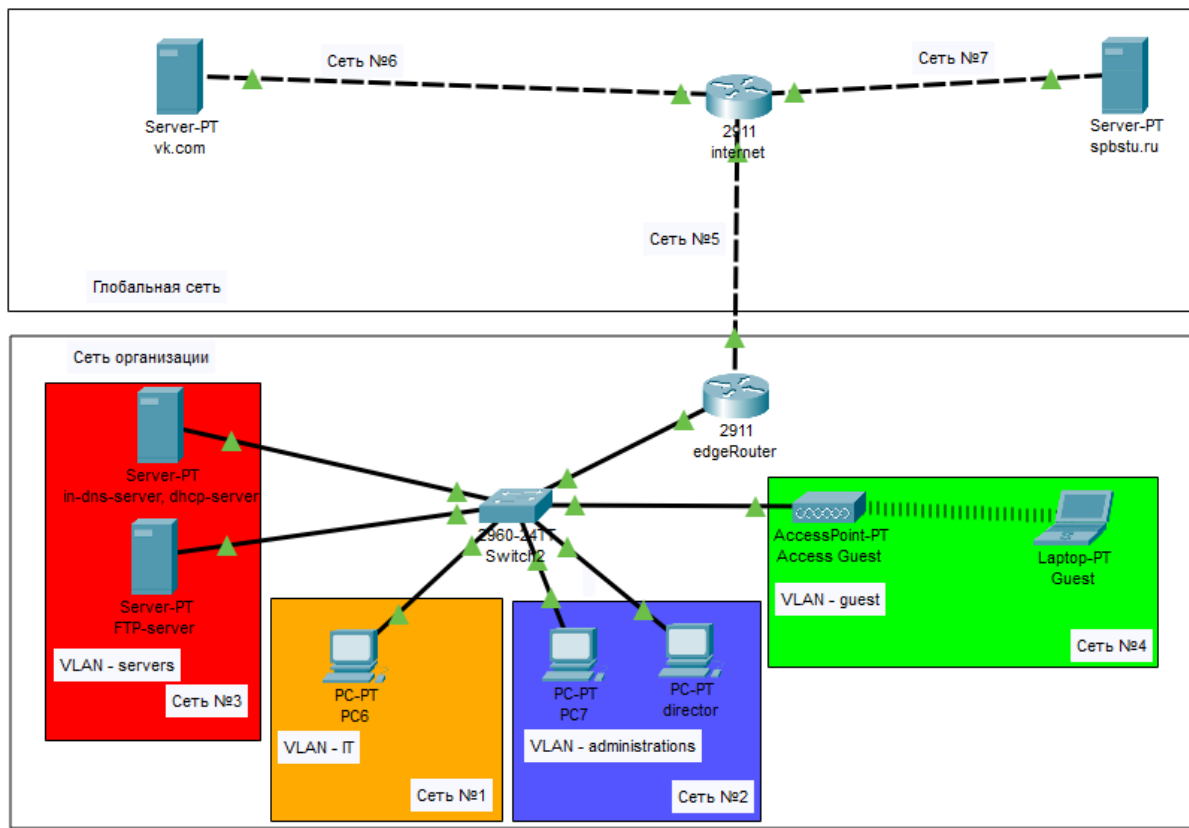 Сеть №6
Сеть №7
Server-PT
vk.com
2911
internet
Server-PT
spbstu.ru
Сеть №5
Глобальная сеть
Сеть организации
2911
edgeRouter
Server-PT
in-dns-server, dhcp-server
2960-24TT
Switch2
AccessPoint-PT
Access Guest
Laptop-PT
Guest
VLAN - guest
Сеть №4
Server-PT
FTP-server
VLAN - servers
Сеть №3
PC-PT
PC6
VLAN - IT
Сеть №1
PC-PT
PC7
PC-PT
director
VLAN - administrations
Сеть №2